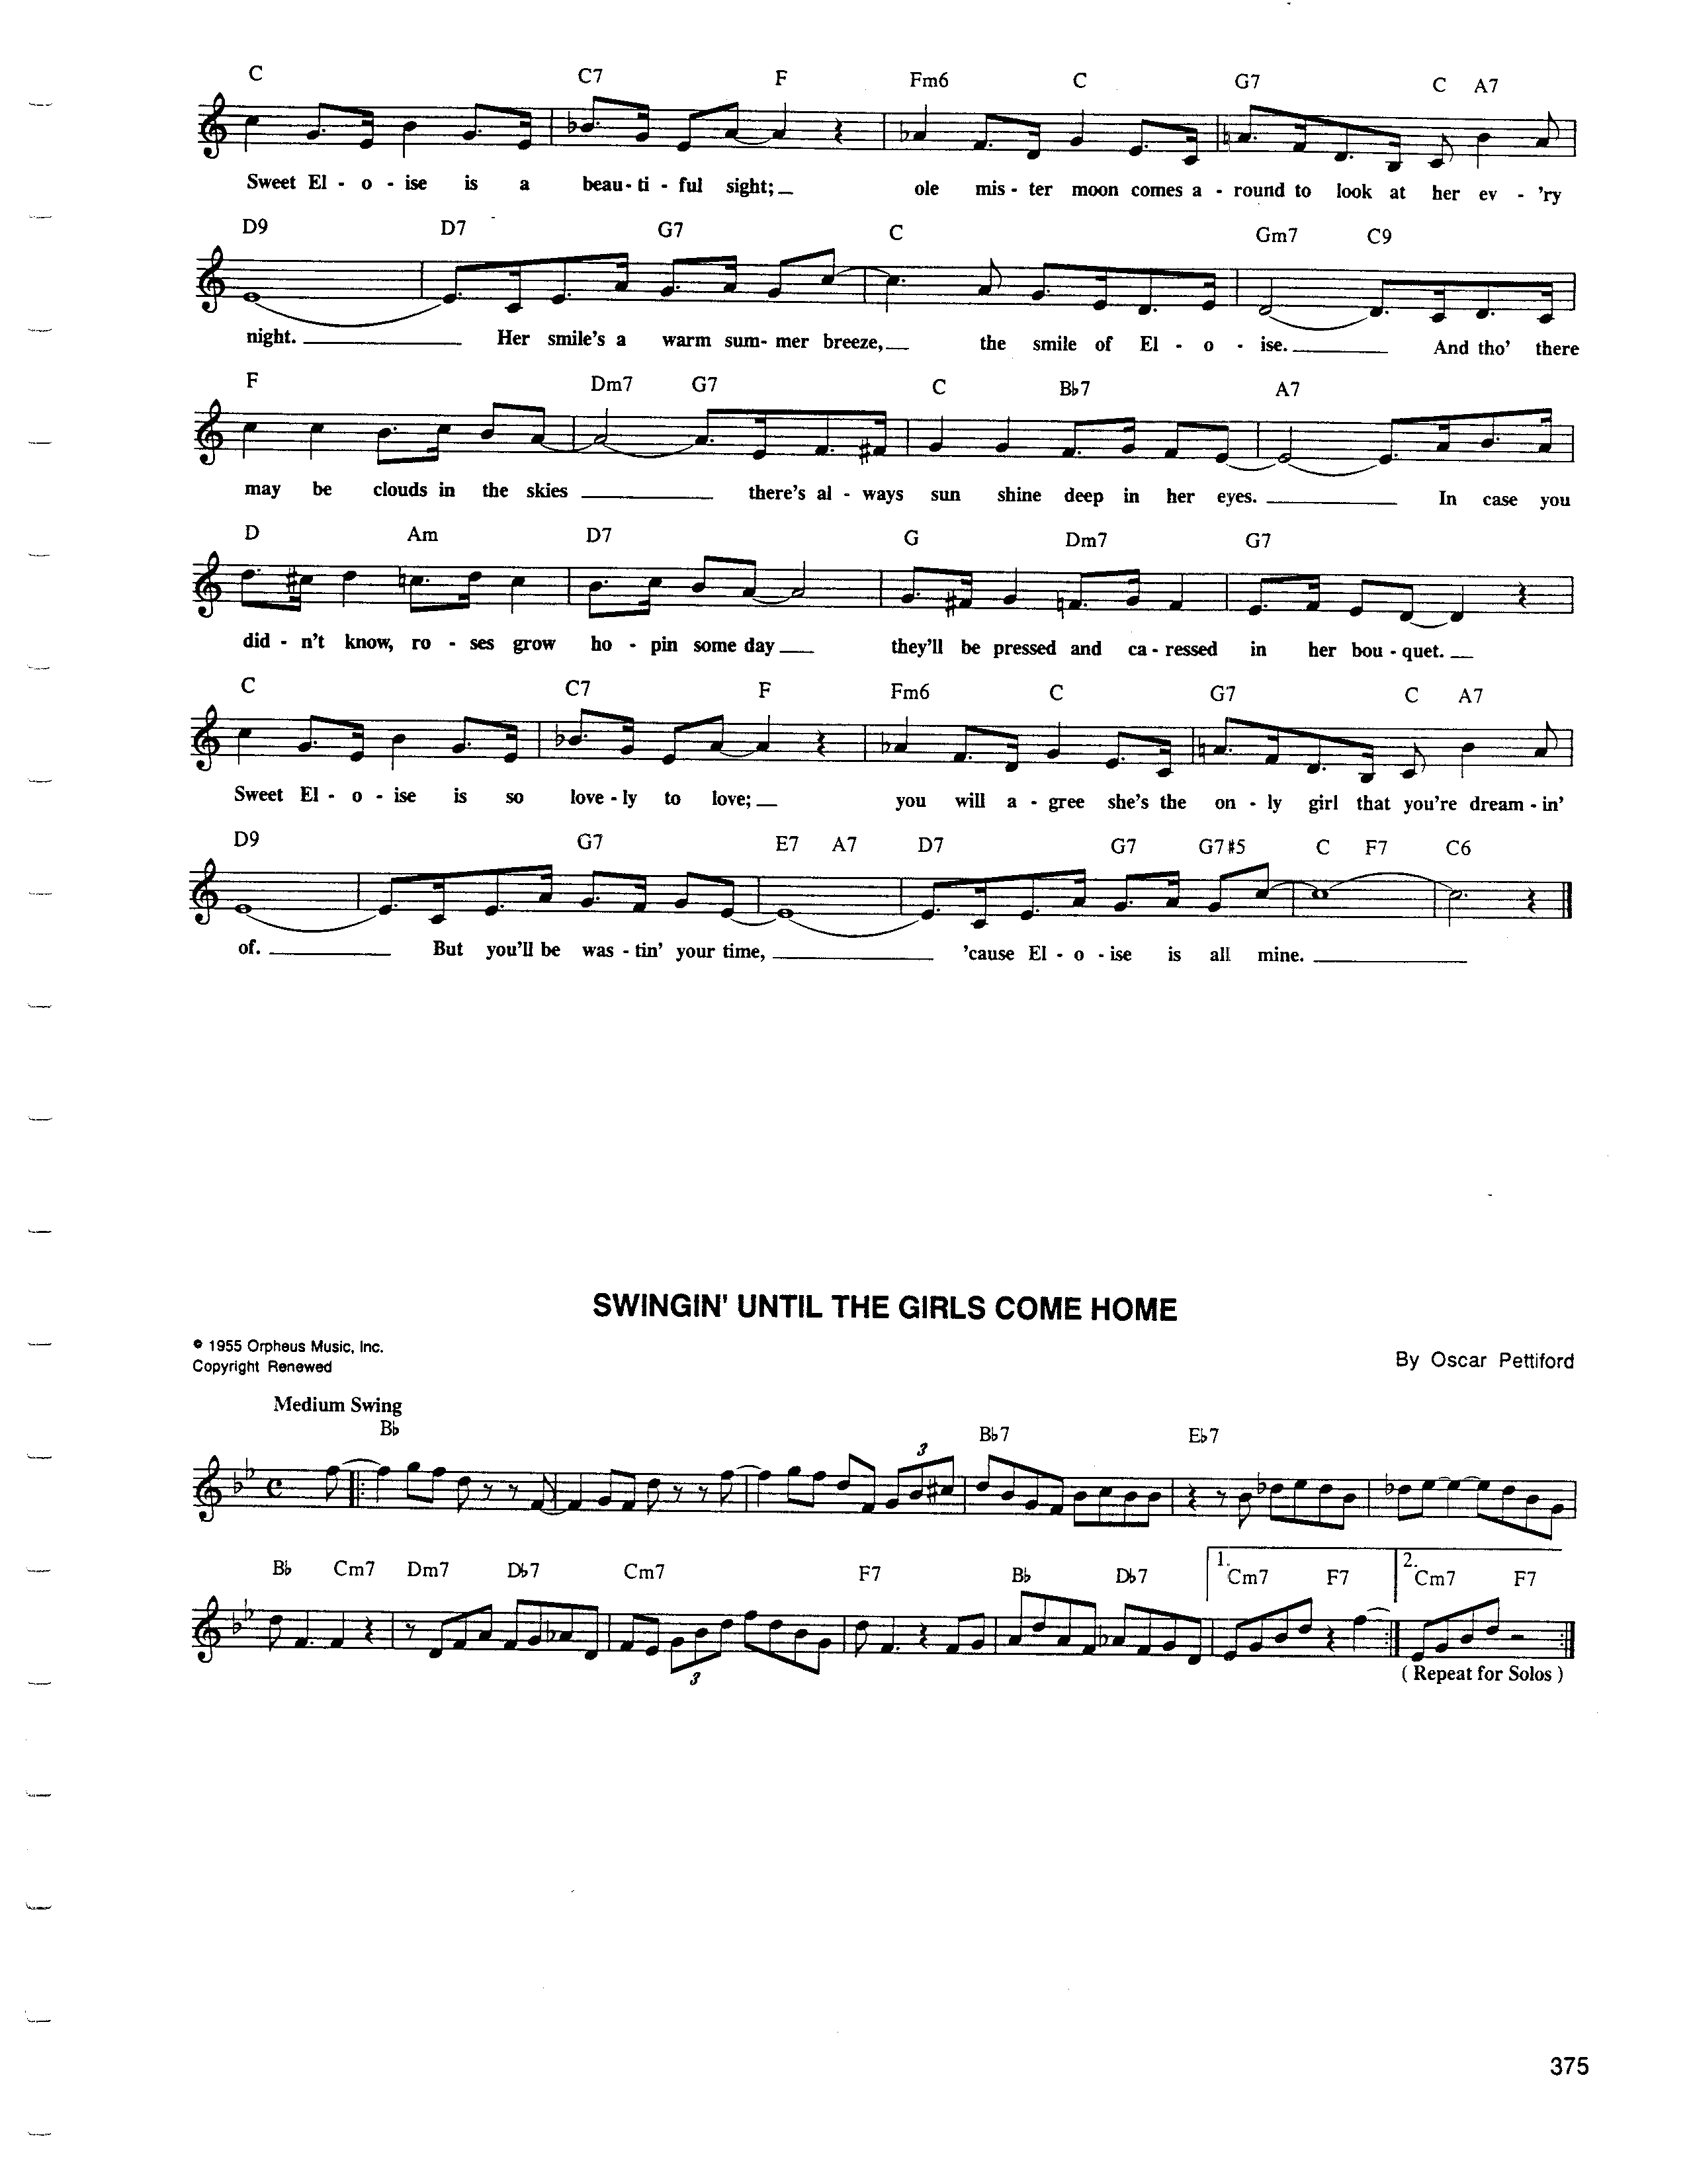 C C7 F Fm6 C G7 C A7
Sweet El - o - ise is a beau - ti - ful sight; ole mis - ter moon comes a - round to look at her ev - 'ry
D9 D7 G7 C Gm7 C9
night. Her smile's a warm sum - mer breeze, the smile of El - o - ise. And tho' there
F Dm7 G7 C B♭7 A7
may be clouds in the skies there's al - ways sun shine deep in her eyes. In case you
D Am D7 G Dm7 G7
did - n't know, ro - ses grow ho - pin some day they'll be pressed and ca - ressed in her bou - quet.
C C7 F Fm6 C G7 C A7
Sweet El - o - ise is so love - ly to love; you will a - gree she's the on - ly girl that you're dream - in'
D9 G7 E7 A7 D7 G7 G7♯5 C F7 C6
of. But you'll be was - tin' your time, 'cause El - o - ise is all mine.
SWINGIN' UNTIL THE GIRLS COME HOME
© 1955 Orpheus Music, Inc.
Copyright Renewed
By Oscar Pettiford
Medium Swing
B♭ B♭7 E♭7
3
B♭ Cm7 Dm7 D♭7 Cm7 F7 B♭ D♭7 1. Cm7 F7 2. Cm7 F7
3
( Repeat for Solos )
375